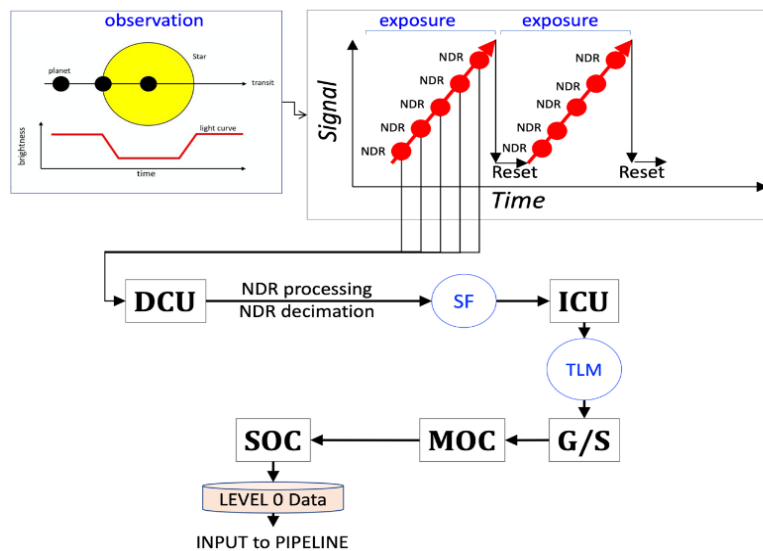 observation
planet
Star
transit
brightness
light curve
time
exposure
exposure
Signal
NDR
NDR
NDR
NDR
NDR
NDR
NDR
NDR
NDR
NDR
Reset
Reset
Time
DCU
NDR processing
NDR decimation
SF
ICU
TLM
SOC
MOC
G/S
LEVEL 0 Data
INPUT to PIPELINE